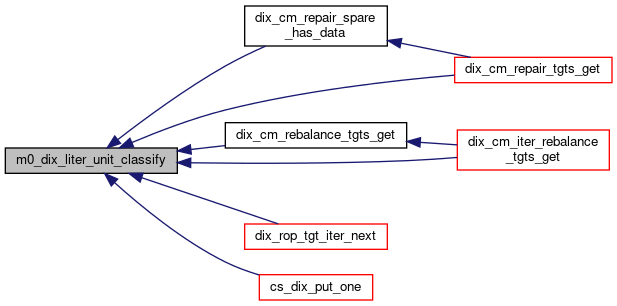 dix_cm_repair_spare
_has_data
dix_cm_repair_tgts_get
dix_cm_rebalance_tgts_get
dix_cm_iter_rebalance
_tgts_get
m0_dix_liter_unit_classify
dix_rop_tgt_iter_next
cs_dix_put_one